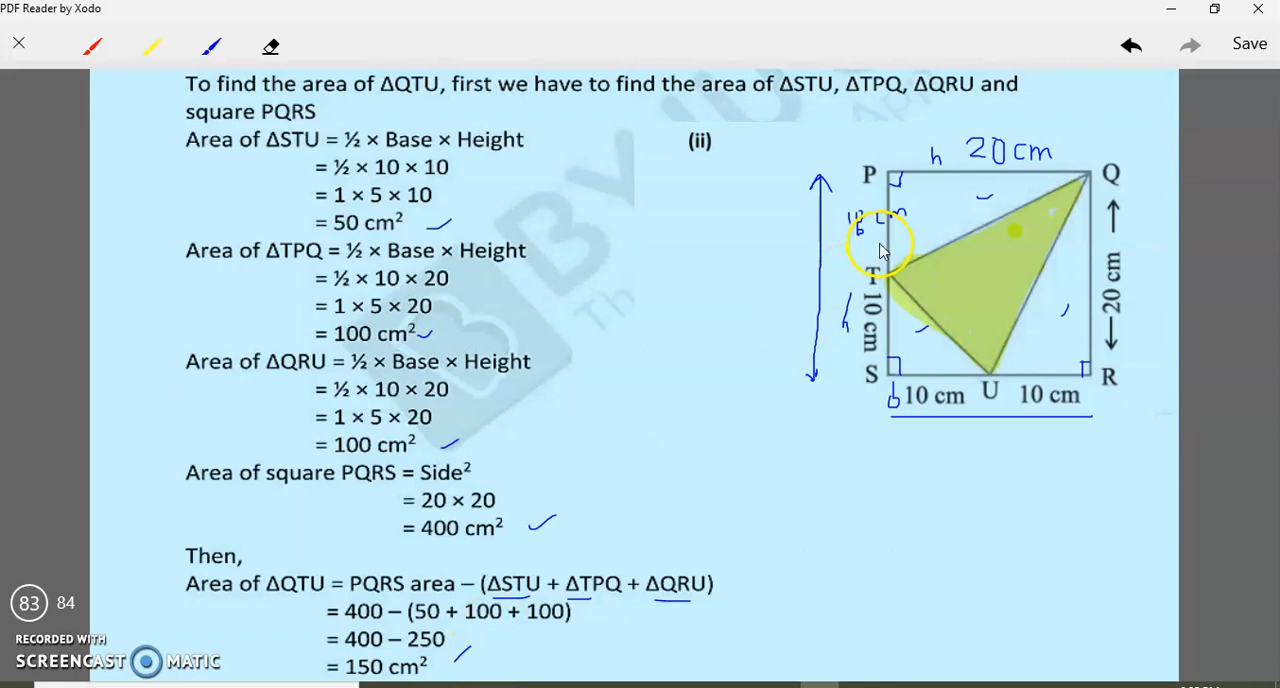 PDF Reader by Xodo
Save
To find the area of ΔQTU, first we have to find the area of ΔSTU, ΔTPQ, ΔQRU and
square PQRS
Area of ΔSTU = ½ × Base × Height
= ½ × 10 × 10
= 1 × 5 × 10
= 50 cm²
Area of ΔTPQ = ½ × Base × Height
= ½ × 10 × 20
= 1 × 5 × 20
= 100 cm²
Area of ΔQRU = ½ × Base × Height
= ½ × 10 × 20
= 1 × 5 × 20
= 100 cm²
Area of square PQRS = Side²
= 20 × 20
= 400 cm²
Then,
Area of ΔQTU = PQRS area – (ΔSTU + ΔTPQ + ΔQRU)
= 400 – (50 + 100 + 100)
= 400 – 250
= 150 cm²
(ii)
h 20 cm
P
Q
b
T
10 cm
h
20 cm
S
R
b 10 cm U 10 cm
83 84
RECORDED WITH
SCREENCAST MATIC